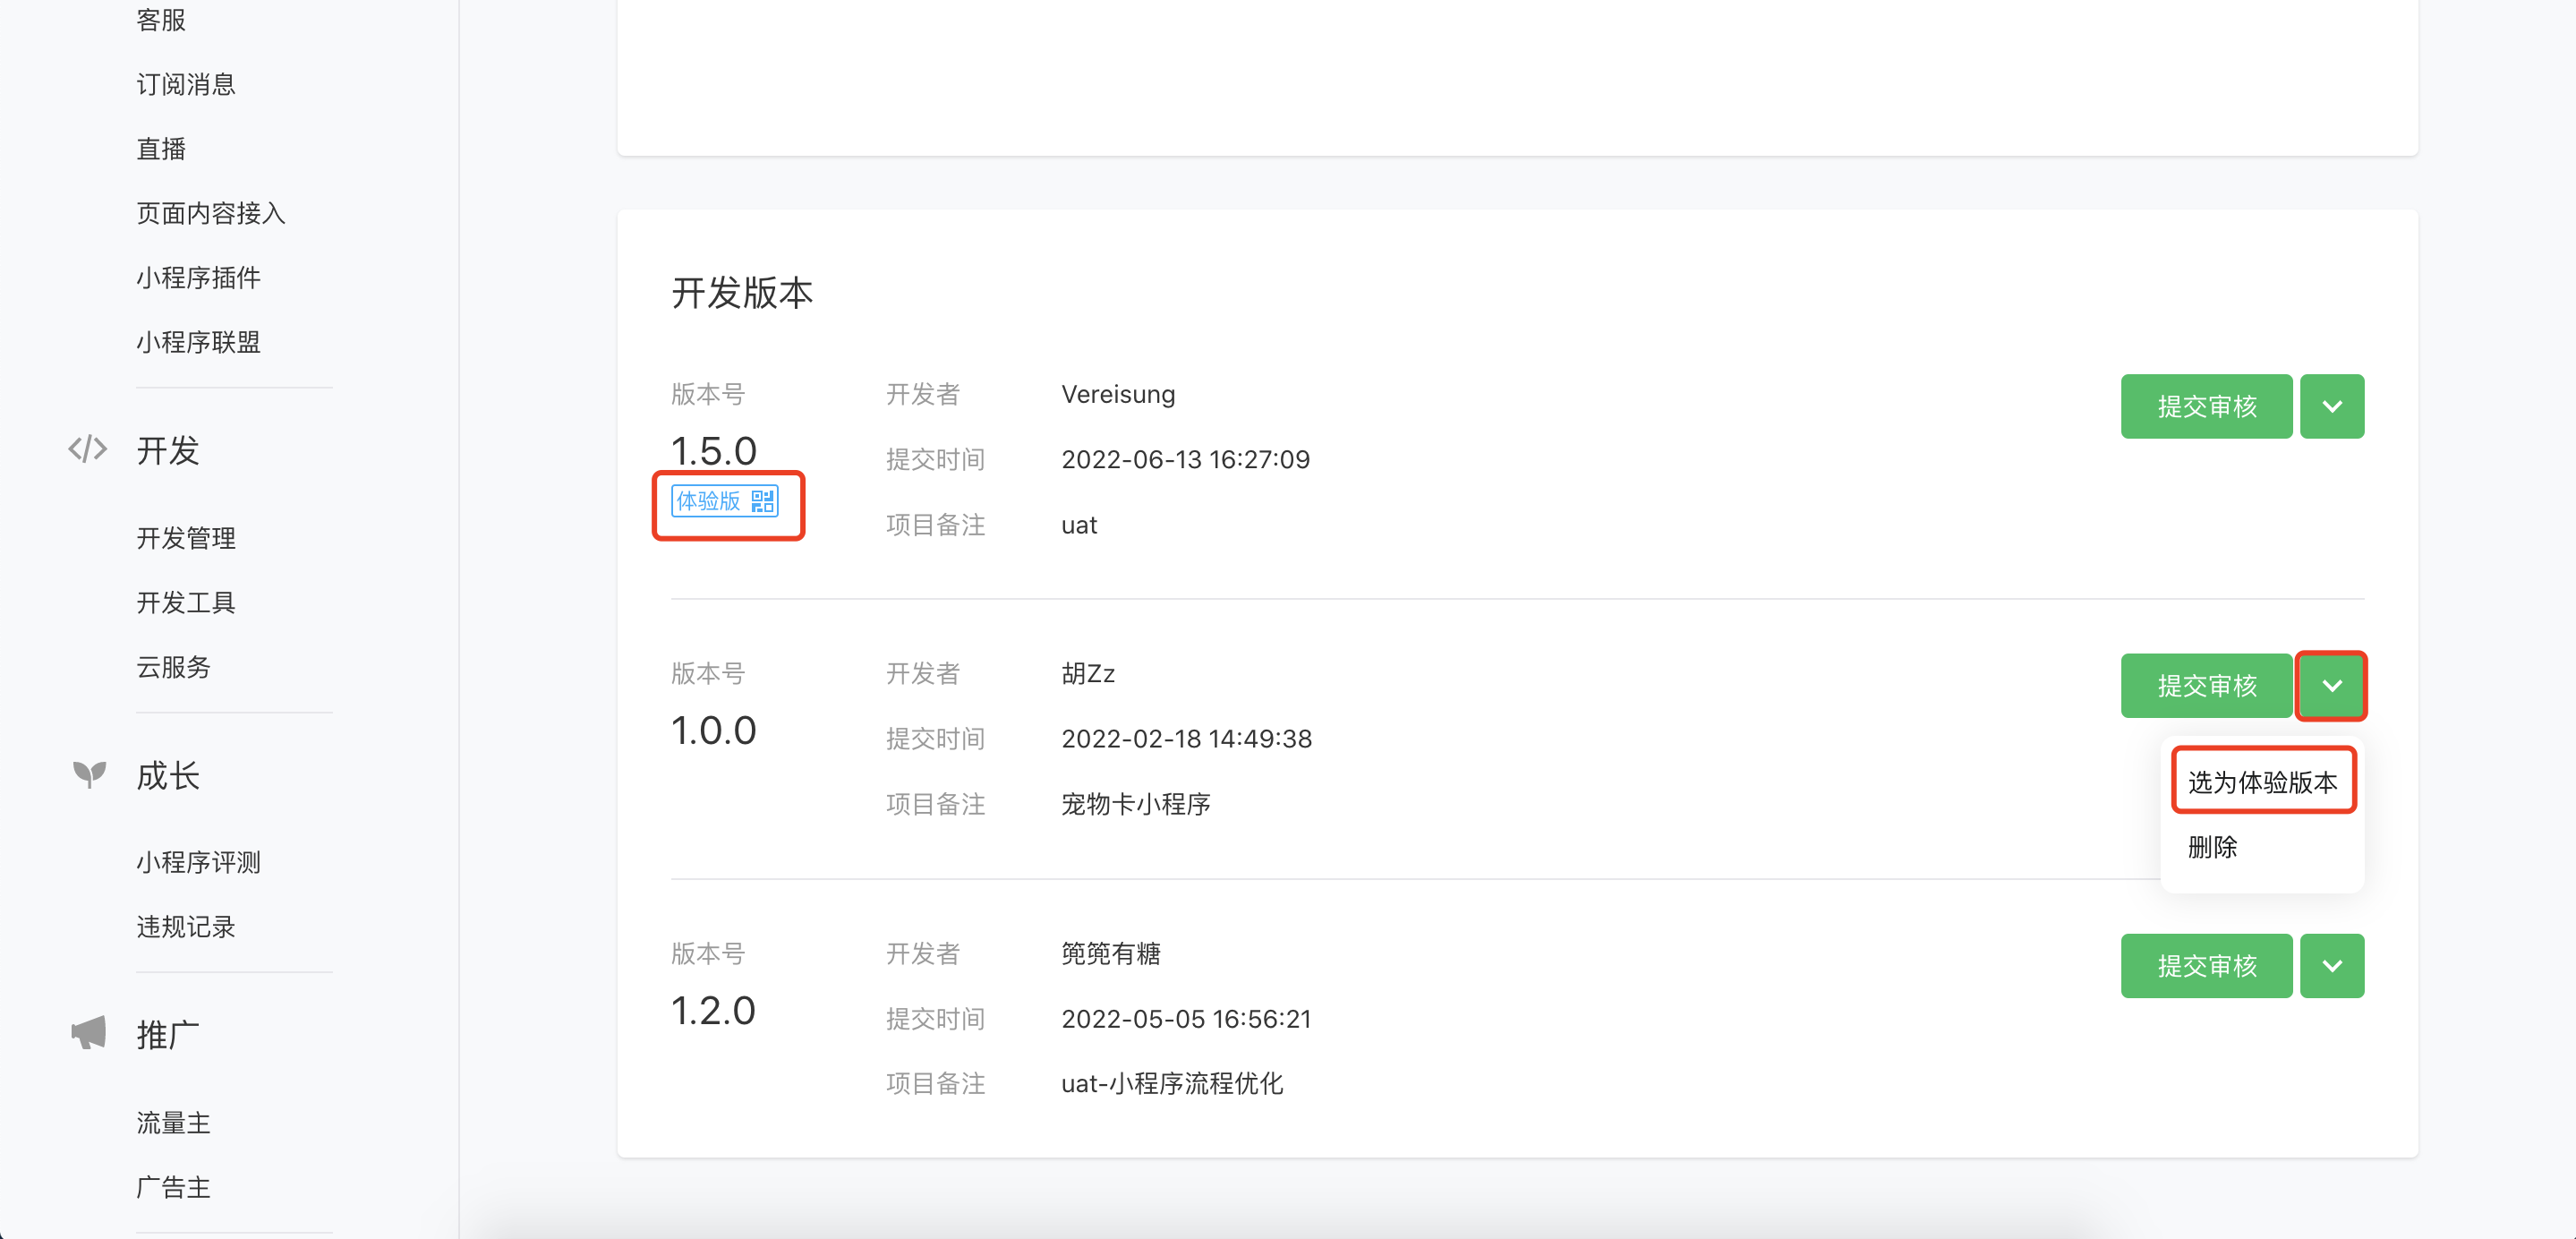 客服
订阅消息
直播
页面内容接入
小程序插件
小程序联盟
开发
开发管理
开发工具
云服务
成长
小程序评测
违规记录
推广
流量主
广告主
开发版本
版本号
1.5.0
体验版
开发者 Vereisung
提交时间 2022-06-13 16:27:09
项目备注 uat
提交审核
版本号
1.0.0
开发者 胡Zz
提交时间 2022-02-18 14:49:38
项目备注 宠物卡小程序
提交审核
选为体验版本
删除
版本号
1.2.0
开发者 篼篼有糖
提交时间 2022-05-05 16:56:21
项目备注 uat-小程序流程优化
提交审核